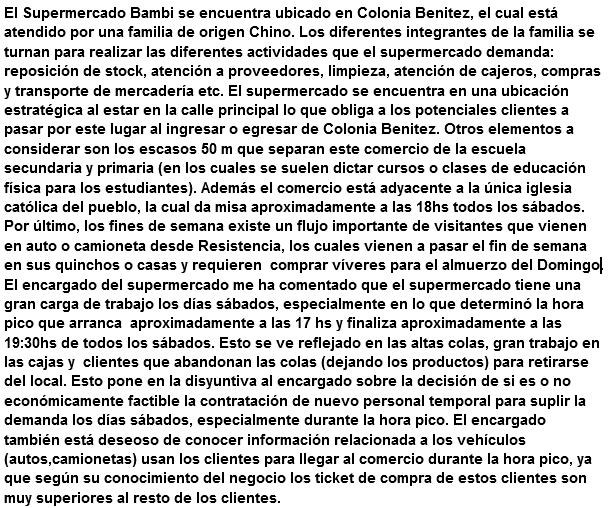 El Supermercado Bambi se encuentra ubicado en Colonia Benitez, el cual está
atendido por una familia de origen Chino. Los diferentes integrantes de la familia se
turnan para realizar las diferentes actividades que el supermercado demanda:
reposición de stock, atención a proveedores, limpieza, atención de cajeros, compras
y transporte de mercadería etc. El supermercado se encuentra en una ubicación
estratégica al estar en la calle principal lo que obliga a los potenciales clientes a
pasar por este lugar al ingresar o egresar de Colonia Benitez. Otros elementos a
considerar son los escasos 50 m que separan este comercio de la escuela
secundaria y primaria (en los cuales se suelen dictar cursos o clases de educación
física para los estudiantes). Además el comercio está adyacente a la única iglesia
católica del pueblo, la cual da misa aproximadamente a las 18hs todos los sábados.
Por último, los fines de semana existe un flujo importante de visitantes que vienen
en auto o camioneta desde Resistencia, los cuales vienen a pasar el fin de semana
en sus quinchos o casas y requieren  comprar víveres para el almuerzo del Domingo.
El encargado del supermercado me ha comentado que el supermercado tiene una
gran carga de trabajo los días sábados, especialmente en lo que determinó la hora
pico que arranca  aproximadamente a las 17 hs y finaliza aproximadamente a las
19:30hs de todos los sábados. Esto se ve reflejado en las altas colas, gran trabajo en
las cajas y  clientes que abandonan las colas (dejando los productos) para retirarse
del local. Esto pone en la disyuntiva al encargado sobre la decisión de si es o no
económicamente factible la contratación de nuevo personal temporal para suplir la
demanda los días sábados, especialmente durante la hora pico. El encargado
también está deseoso de conocer información relacionada a los vehículos
(autos,camionetas) usan los clientes para llegar al comercio durante la hora pico, ya
que según su conocimiento del negocio los ticket de compra de estos clientes son
muy superiores al resto de los clientes.